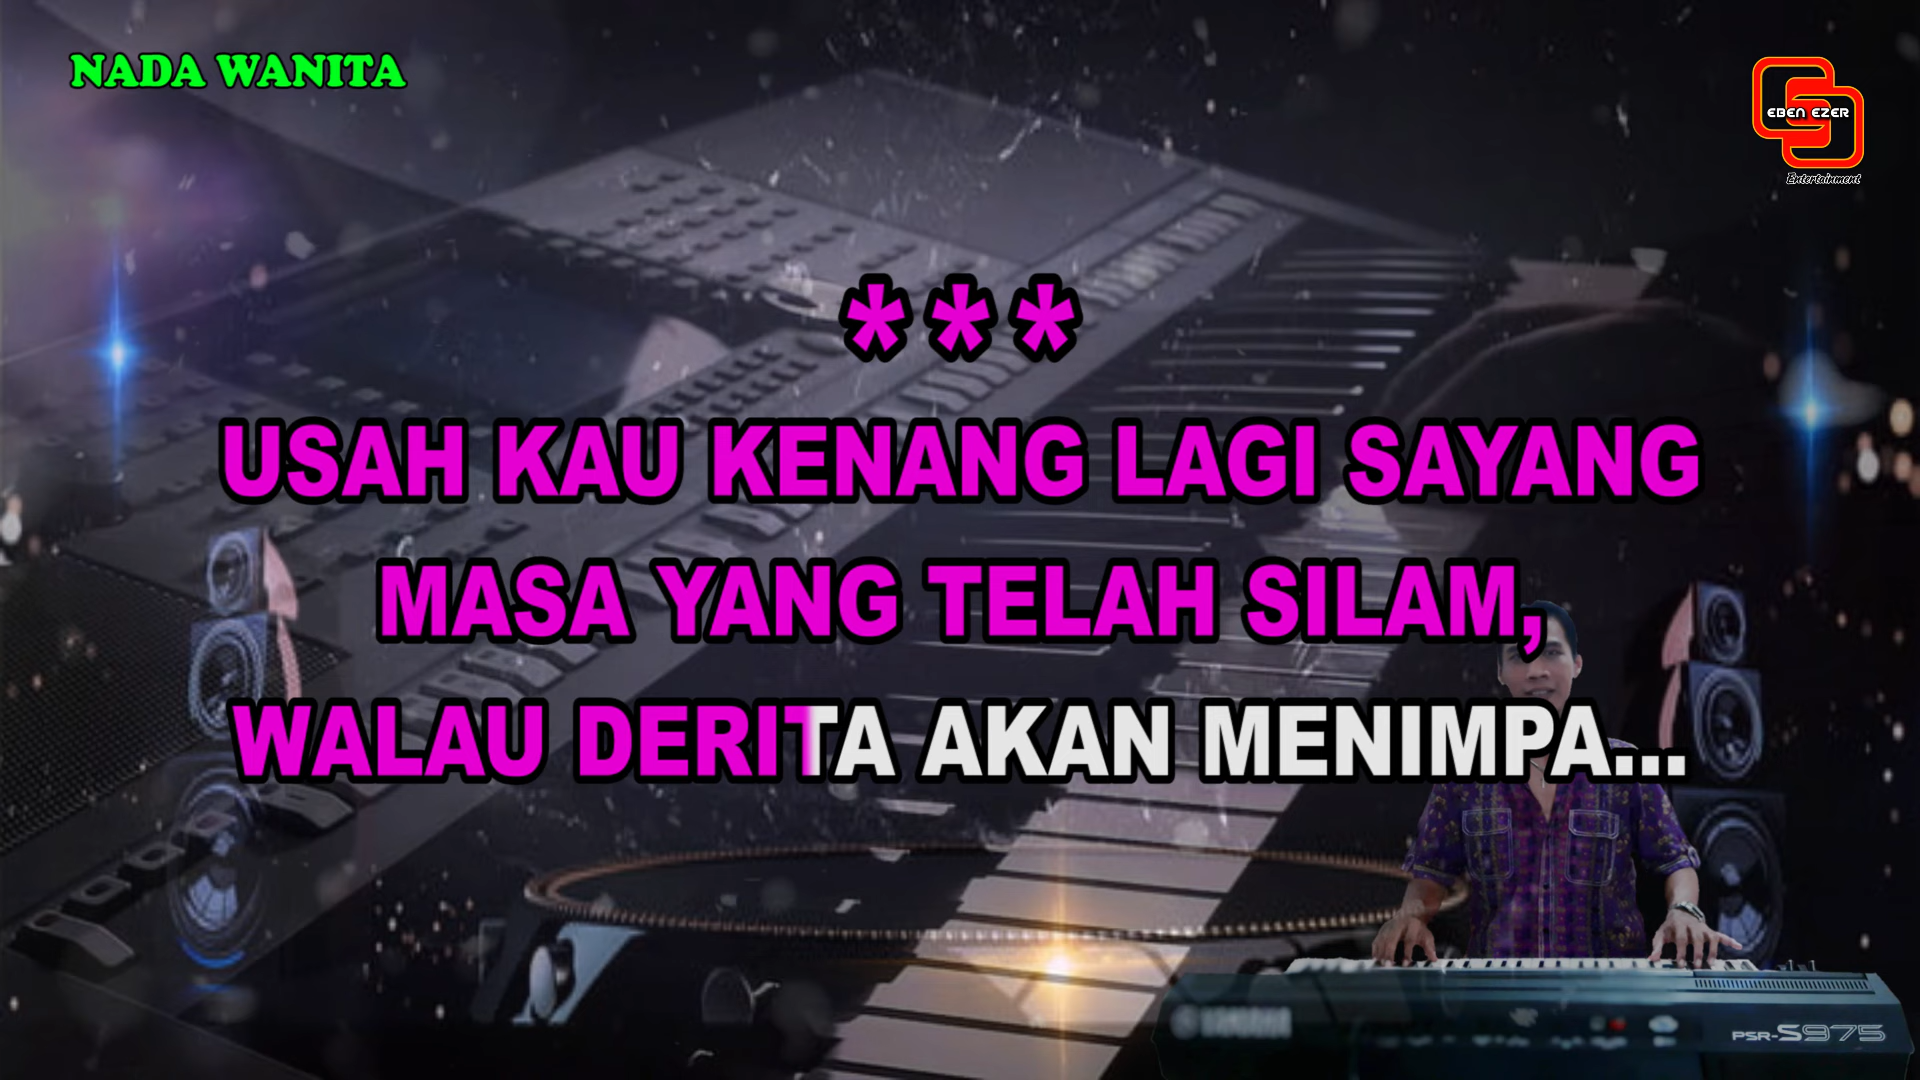 NADA WANITA
EBEN EZER
Entertainment
***
USAH KAU KENANG LAGI SAYANG
MASA YANG TELAH SILAM,
WALAU DERITA AKAN MENIMPA...
PSR-S975